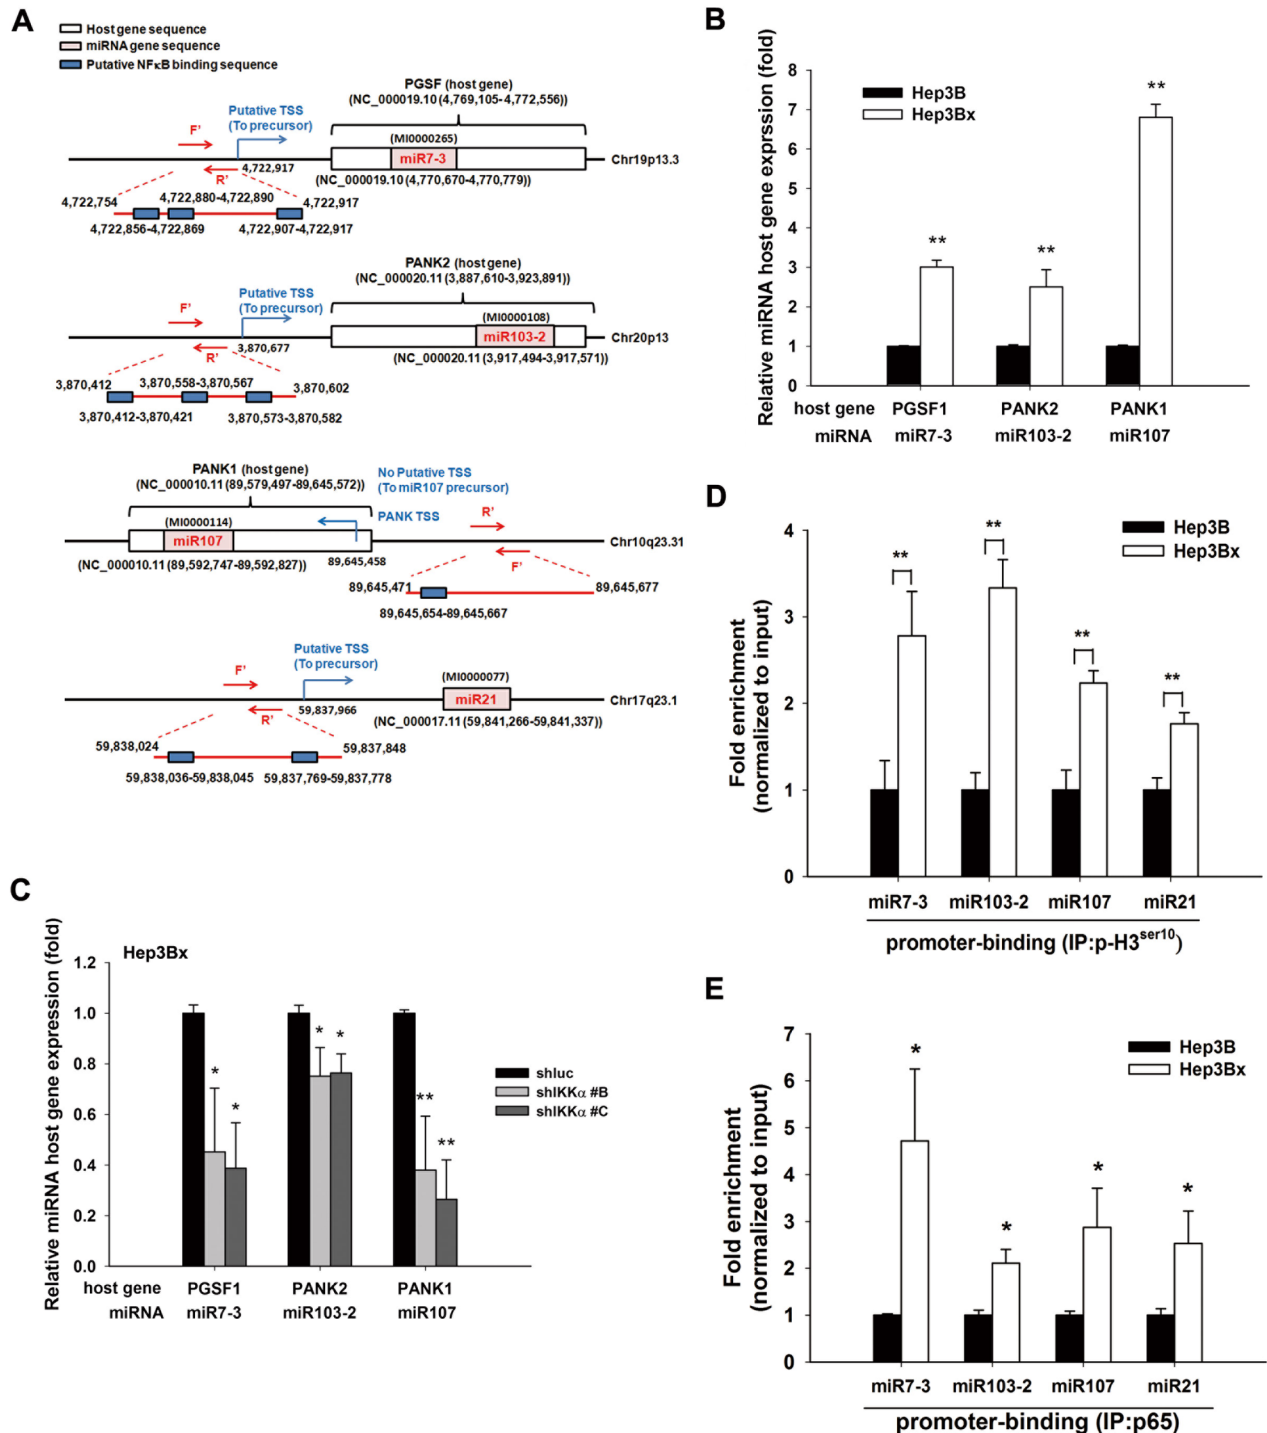 A
Host gene sequence
miRNA gene sequence
Putative NFκB binding sequence
PGSF (host gene)
(NC_000019.10 (4,769,105-4,772,556))
Putative TSS
(To precursor)
F'
(MI0000265)
miR7-3
Chr19p13.3
R'
4,722,917
(NC_000019.10 (4,770,670-4,770,779))
4,722,754
4,722,880-4,722,890
4,722,917
4,722,856-4,722,869
4,722,907-4,722,917
PANK2 (host gene)
(NC_000020.11 (3,887,610-3,923,891))
Putative TSS
(To precursor)
F'
(MI0000108)
miR103-2
Chr20p13
R'
3,870,677
(NC_000020.11 (3,917,494-3,917,571))
3,870,412
3,870,558-3,870,567
3,870,602
3,870,412-3,870,421
3,870,573-3,870,582
PANK1 (host gene)
(NC_000010.11 (89,579,497-89,645,572))
No Putative TSS
(To miR107 precursor)
PANK TSS
R'
(MI0000114)
miR107
Chr10q23.31
F'
(NC_000010.11 (89,592,747-89,592,827))
89,645,458
89,645,471
89,645,677
89,645,654-89,645,667
Putative TSS
(To precursor)
F'
(MI0000077)
miR21
Chr17q23.1
R'
59,837,966
(NC_000017.11 (59,841,266-59,841,337))
59,838,024
59,837,848
59,838,036-59,838,045
59,837,769-59,837,778
B
Relative miRNA host gene exprssion (fold)
8
7
6
5
4
3
2
1
0
Hep3B
Hep3Bx
**
**
**
host gene PGSF1 PANK2 PANK1
miRNA miR7-3 miR103-2 miR107
C
Relative miRNA host gene expression (fold)
Hep3Bx
1.2
1.0
0.8
0.6
0.4
0.2
0.0
* * * * ** **
shluc
shIKKα #B
shIKKα #C
host gene PGSF1 PANK2 PANK1
miRNA miR7-3 miR103-2 miR107
D
Fold enrichment
(normalized to input)
4
3
2
1
0
Hep3B
Hep3Bx
** ** ** **
miR7-3 miR103-2 miR107 miR21
promoter-binding (IP:p-H3ser10)
E
Fold enrichment
(normalized to input)
7
6
5
4
3
2
1
0
Hep3B
Hep3Bx
* * * *
miR7-3 miR103-2 miR107 miR21
promoter-binding (IP:p65)